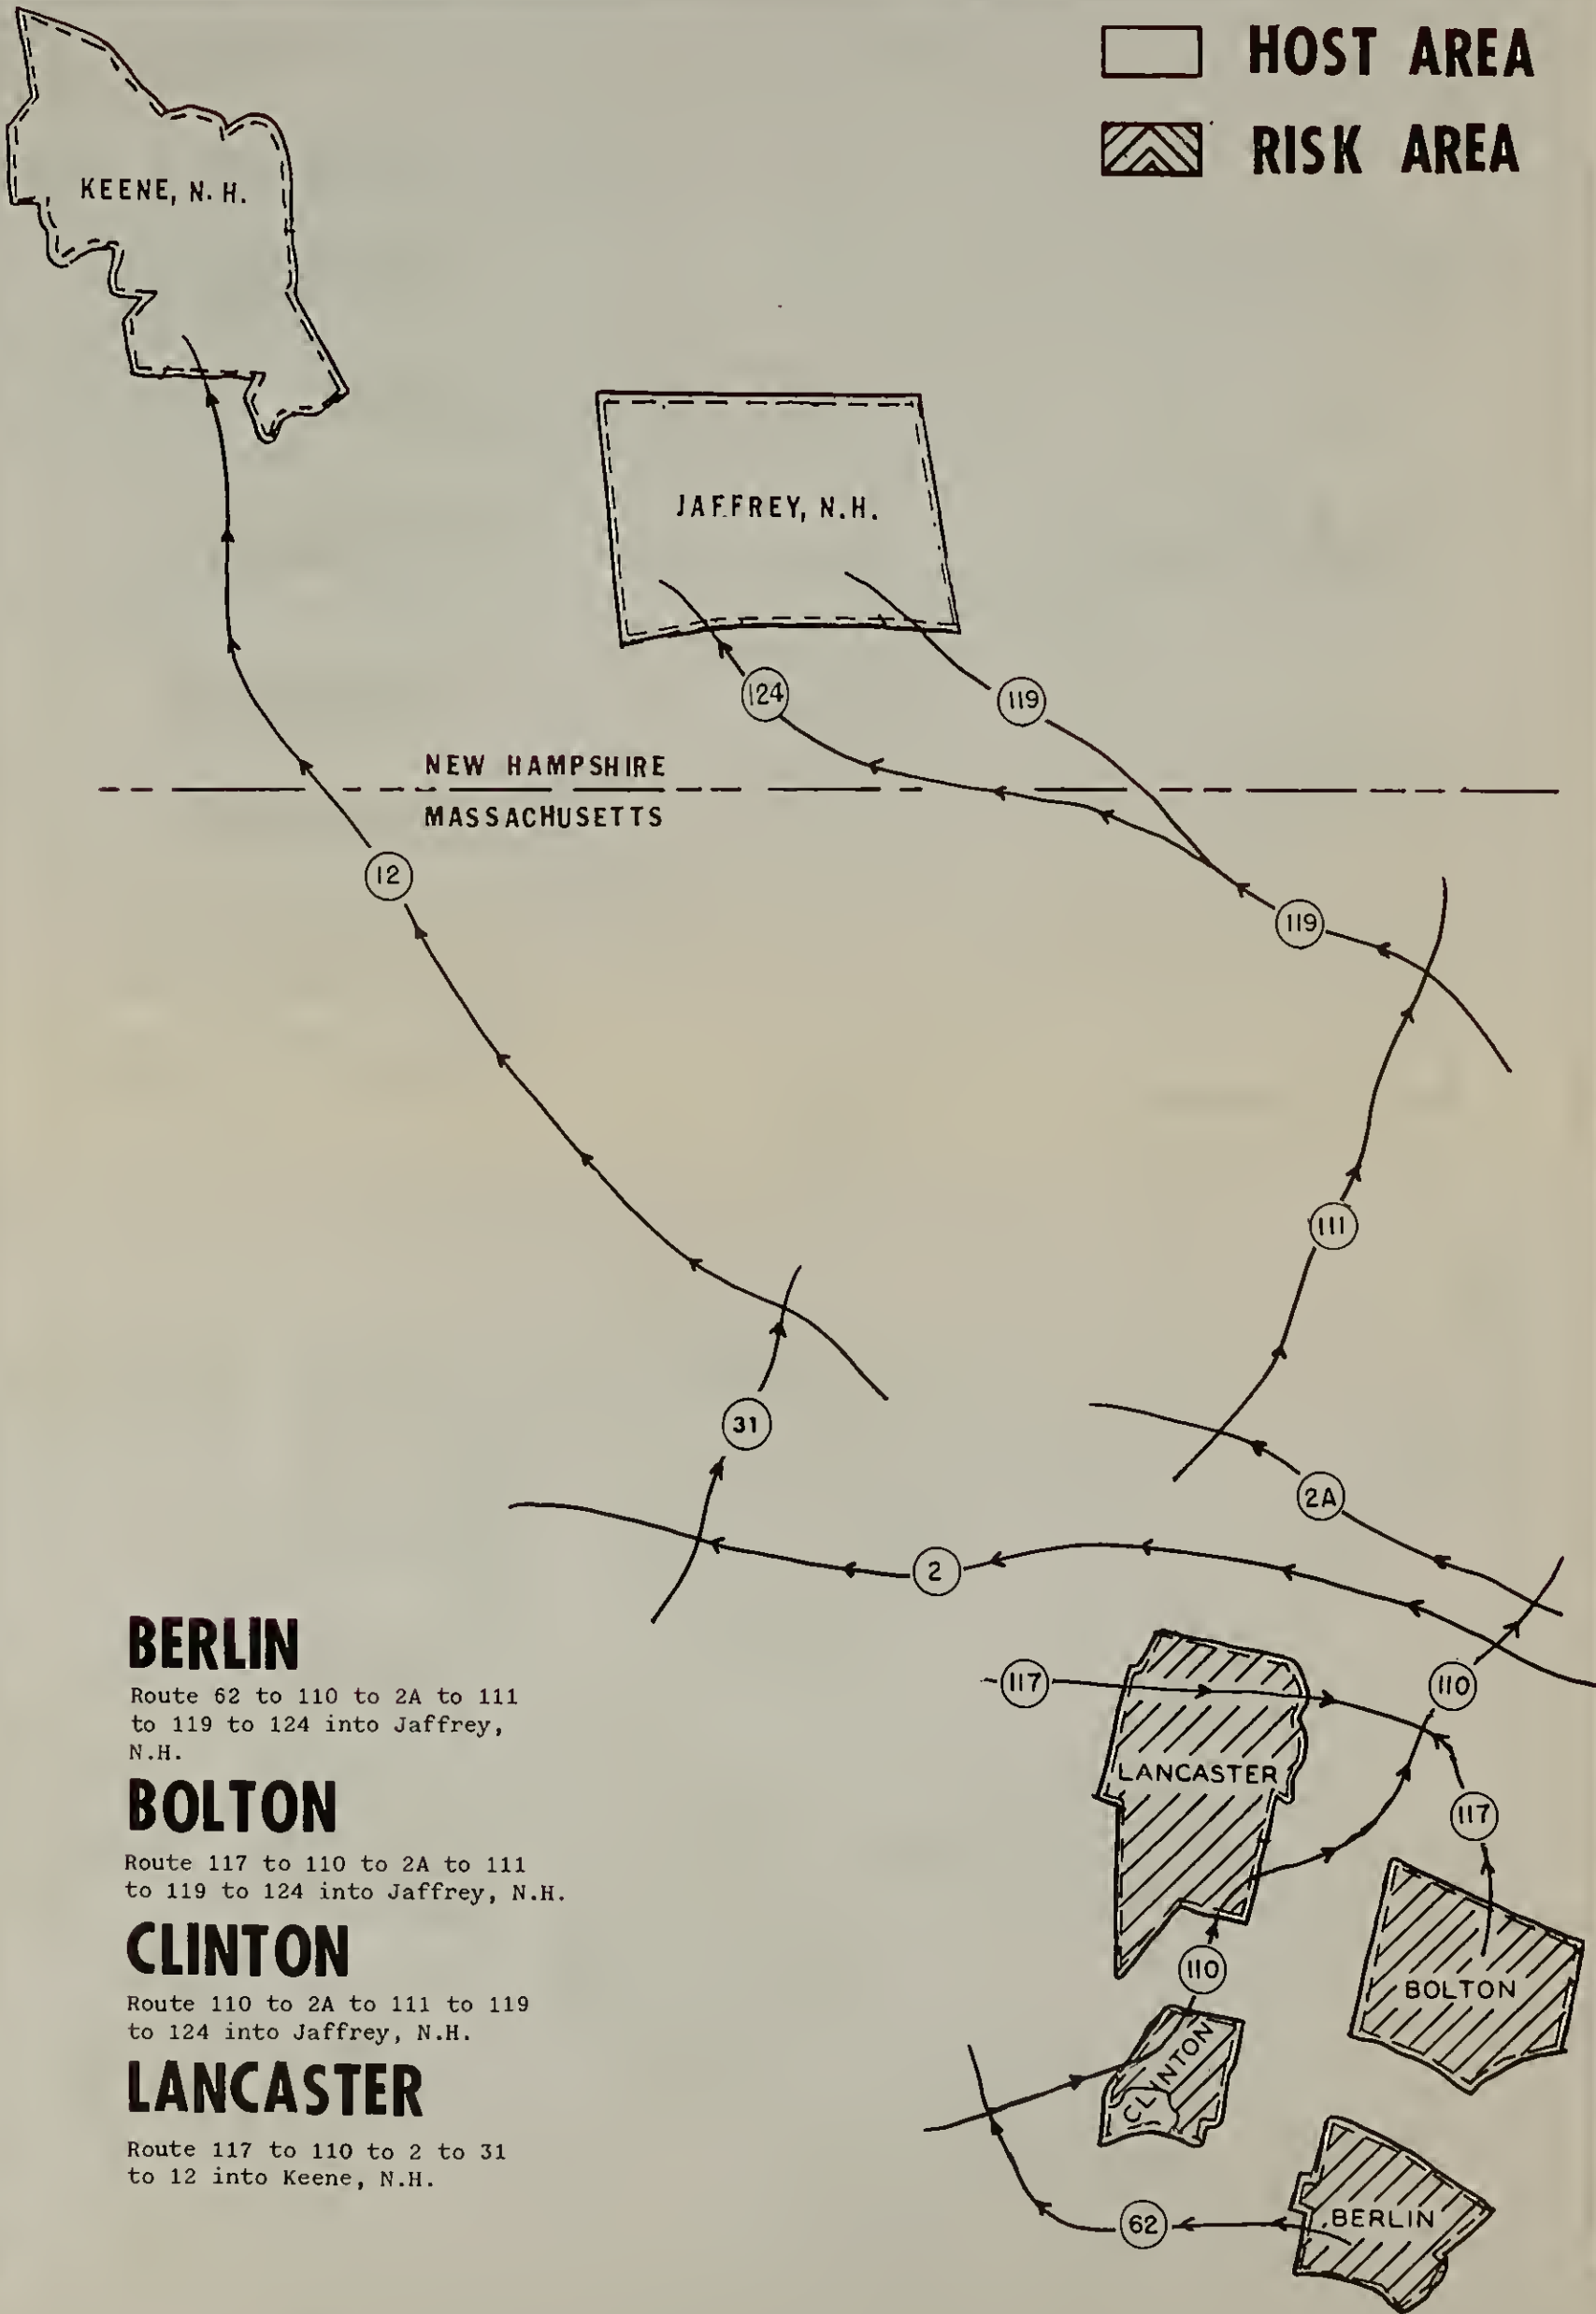 HOST AREA
RISK AREA
KEENE, N. H.
JAFFREY, N.H.
124
119
NEW HAMPSHIRE
MASSACHUSETTS
12
119
111
31
2A
2
BERLIN
Route 62 to 110 to 2A to 111
to 119 to 124 into Jaffrey,
N.H.
BOLTON
Route 117 to 110 to 2A to 111
to 119 to 124 into Jaffrey, N.H.
CLINTON
Route 110 to 2A to 111 to 119
to 124 into Jaffrey, N.H.
LANCASTER
Route 117 to 110 to 2 to 31
to 12 into Keene, N.H.
117
110
LANCASTER
117
110
BOLTON
CLINTON
62
BERLIN